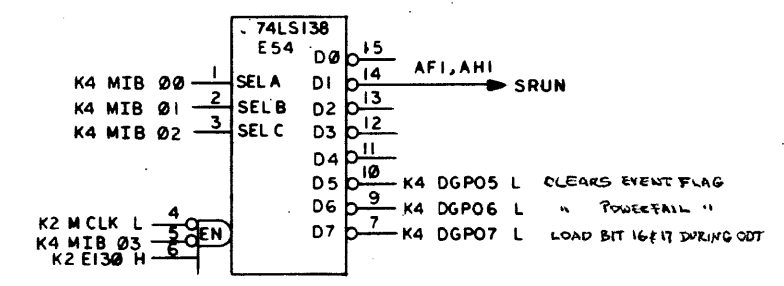 74LS138
E54
D0 15
AF1, AH1
K4 MIB 00 1 SEL A D1 14 SRUN
K4 MIB 01 2 SEL B D2 13
K4 MIB 02 3 SEL C D3 12
D4 11
D5 10 K4 DGP05 L CLEARS EVENT FLAG
D6 9 K4 DGP06 L " POWERFAIL "
D7 7 K4 DGP07 L LOAD BIT 16 & 17 DURING ODT
K2 M CLK L 4
K4 MIB 03 5 EN
K2 E130 H 6